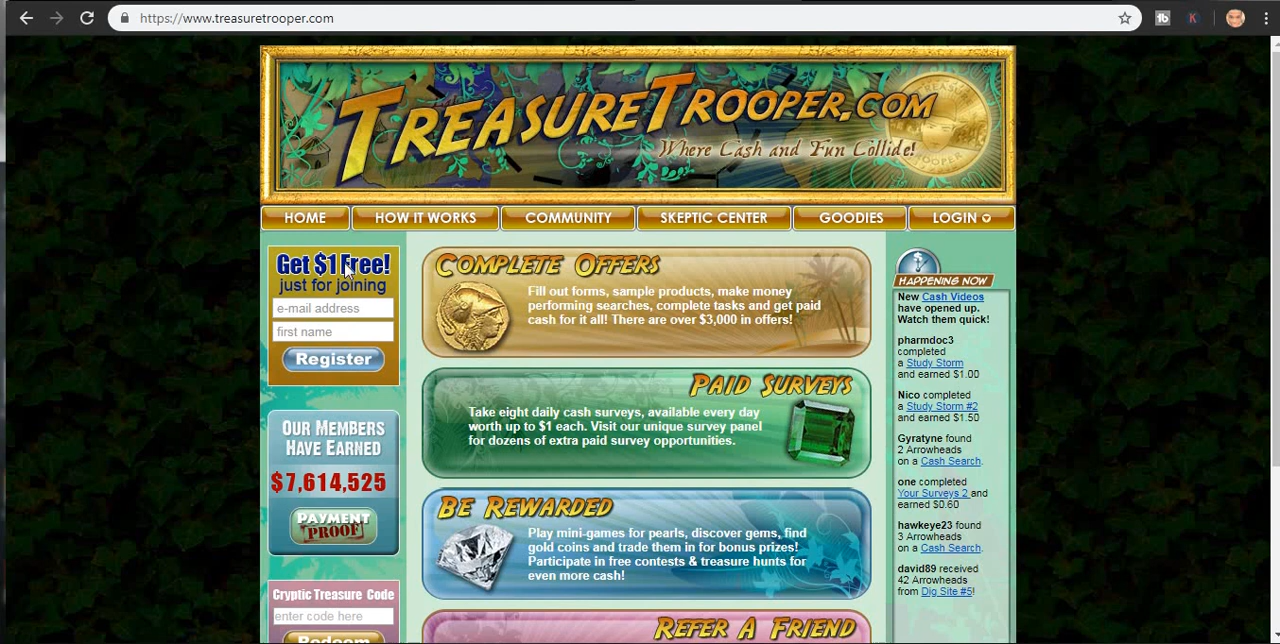 https://www.treasuretrooper.com
TREASURETROOPER.COM
Where Cash and Fun Collide!
HOME
HOW IT WORKS
COMMUNITY
SKEPTIC CENTER
GOODIES
LOGIN
Get $1 Free!
just for joining
e-mail address
first name
Register
OUR MEMBERS
HAVE EARNED
$7,614,525
PAYMENT
PROOF
Cryptic Treasure Code
enter code here
Redeem
COMPLETE OFFERS
Fill out forms, sample products, make money
performing searches, complete tasks and get paid
cash for it all! There are over $3,000 in offers!
PAID SURVEYS
Take eight daily cash surveys, available every day
worth up to $1 each. Visit our unique survey panel
for dozens of extra paid survey opportunities.
BE REWARDED
Play mini-games for pearls, discover gems, find
gold coins and trade them in for bonus prizes!
Participate in free contests & treasure hunts for
even more cash!
REFER A FRIEND
HAPPENING NOW
New Cash Videos
have opened up.
Watch them quick!
pharmdoc3
completed
a Study Storm
and earned $1.00
Nico completed
a Study Storm #2
and earned $1.50
Gyratyne found
2 Arrowheads
on a Cash Search.
one completed
Your Surveys 2 and
earned $0.60
hawkeye23 found
3 Arrowheads
on a Cash Search.
david89 received
42 Arrowheads
from Dig Site #5!